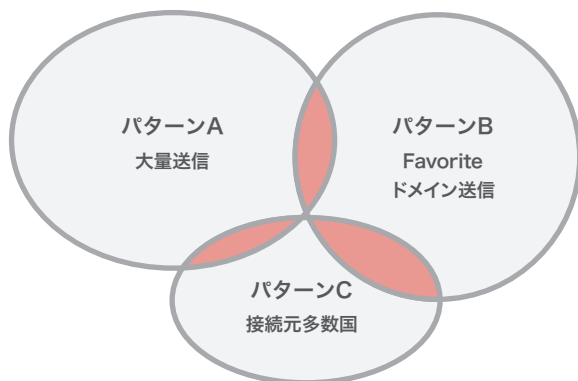 パターンA
大量送信
パターンB
Favorite
ドメイン送信
パターンC
接続元多数国